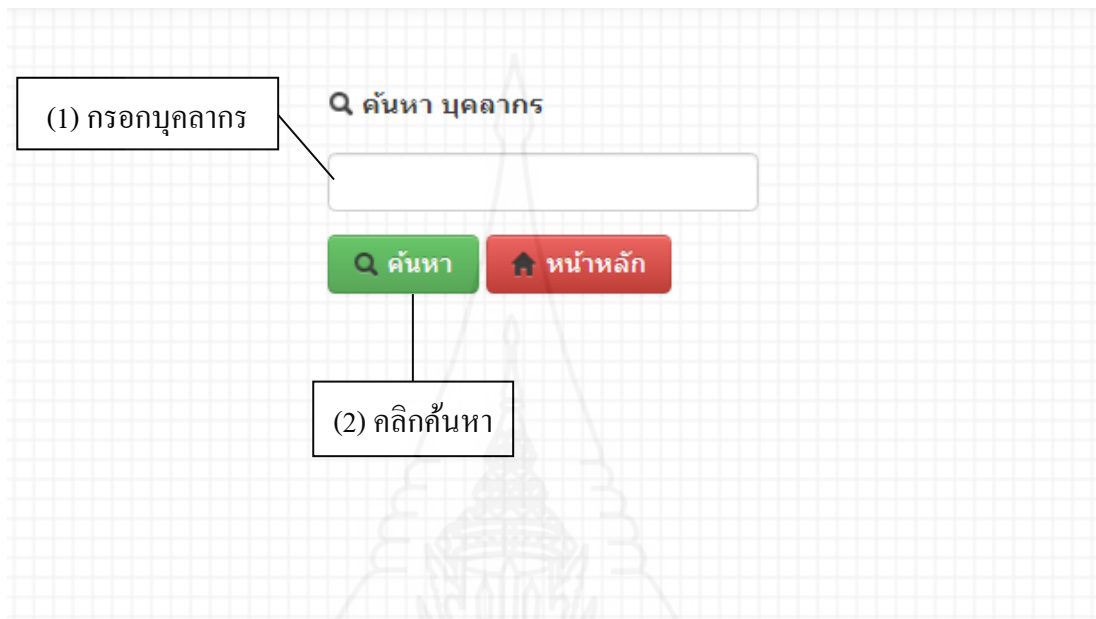 (1) กรอกบุคลากร
ค้นหา บุคลากร
ค้นหา
หน้าหลัก
(2) คลิกค้นหา